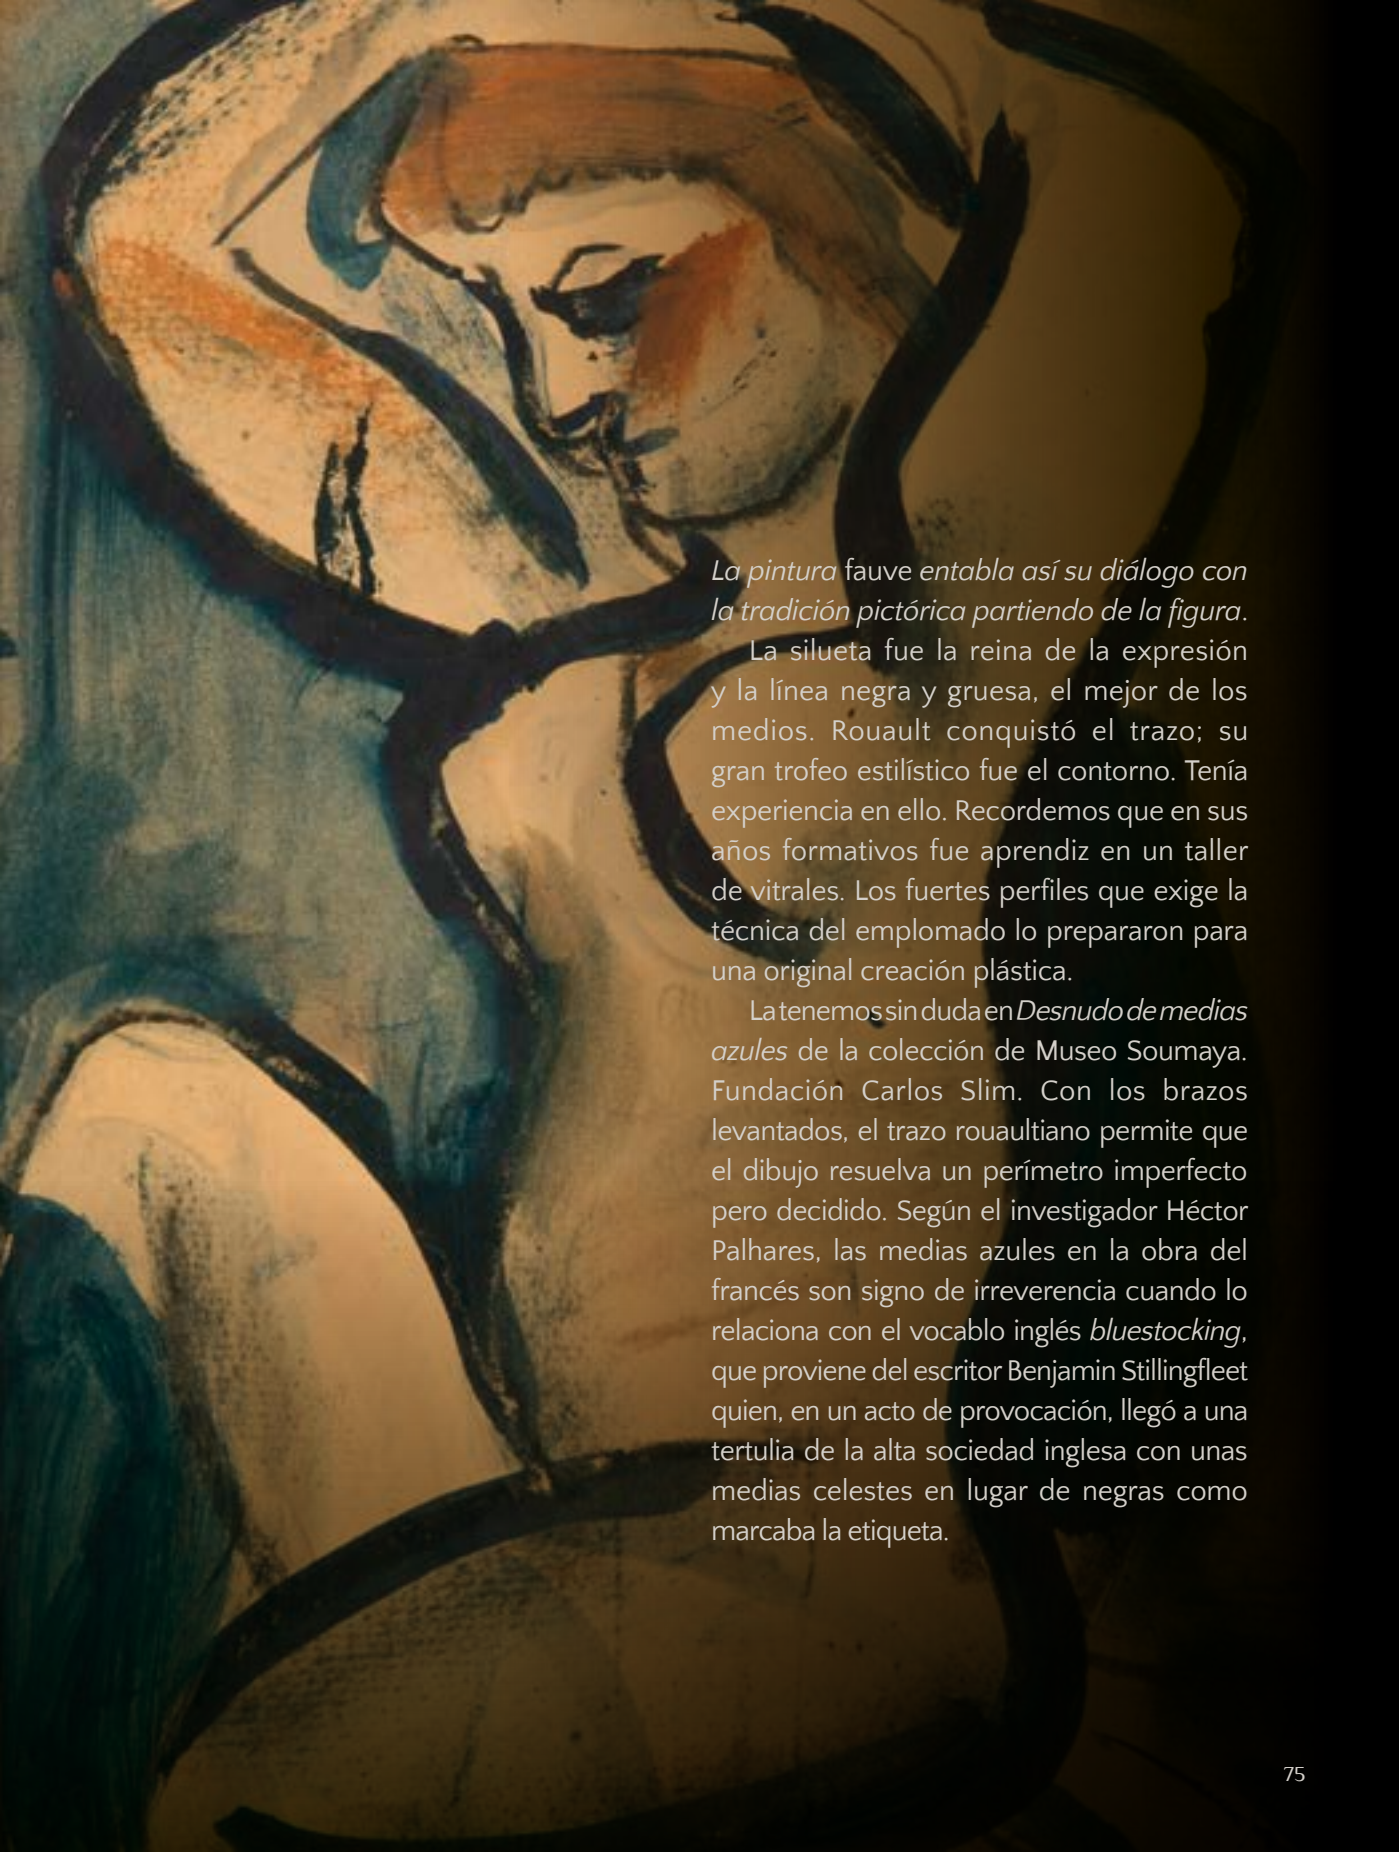 La pintura fauve entabla así su diálogo con
la tradición pictórica partiendo de la figura.
La silueta fue la reina de la expresión
y la línea negra y gruesa, el mejor de los
medios. Rouault conquistó el trazo; su
gran trofeo estilístico fue el contorno. Tenía
experiencia en ello. Recordemos que en sus
años formativos fue aprendiz en un taller
de vitrales. Los fuertes perfiles que exige la
técnica del emplomado lo prepararon para
una original creación plástica.
La tenemos sin duda en Desnudo de medias
azules de la colección de Museo Soumaya.
Fundación Carlos Slim. Con los brazos
levantados, el trazo rouaultiano permite que
el dibujo resuelva un perímetro imperfecto
pero decidido. Según el investigador Héctor
Palhares, las medias azules en la obra del
francés son signo de irreverencia cuando lo
relaciona con el vocablo inglés bluestocking,
que proviene del escritor Benjamin Stillingfleet
quien, en un acto de provocación, llegó a una
tertulia de la alta sociedad inglesa con unas
medias celestes en lugar de negras como
marcaba la etiqueta.
75